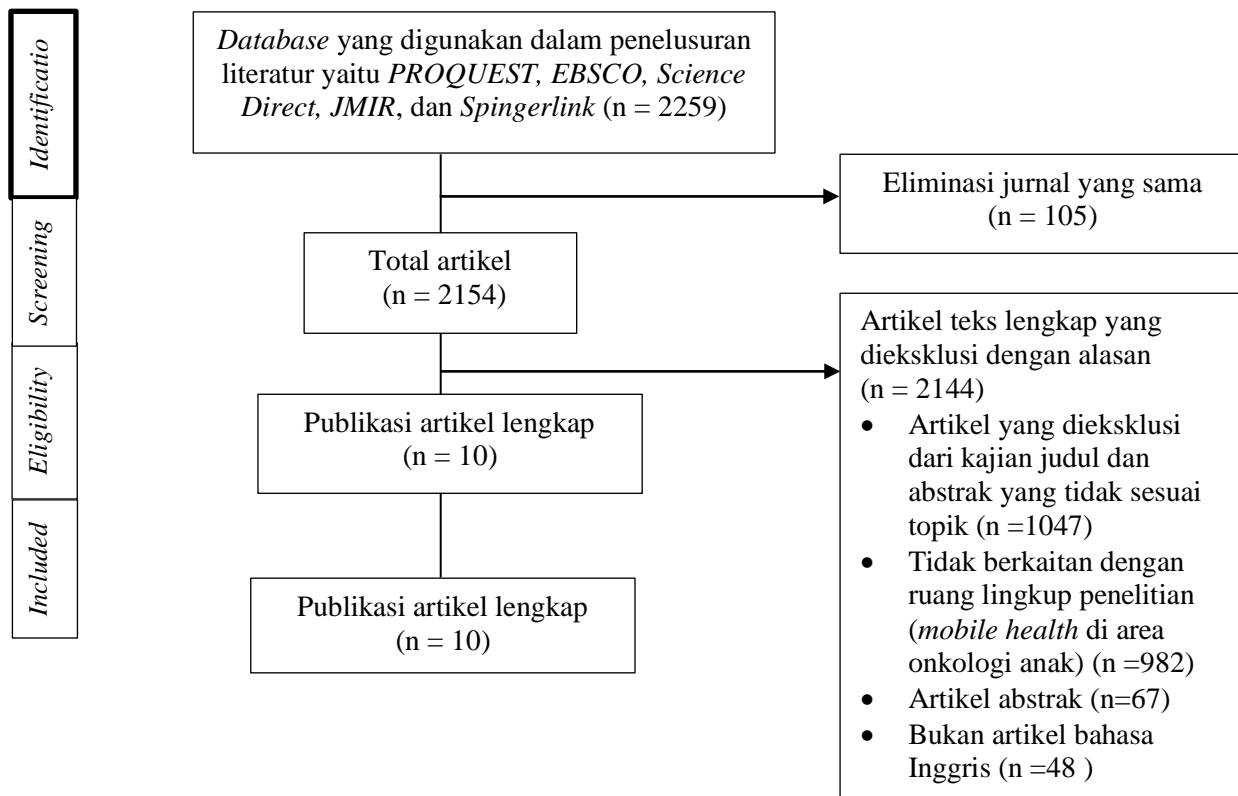 Identificatio
Database yang digunakan dalam penelusuran
literatur yaitu PROQUEST, EBSCO, Science
Direct, JMIR, dan Spingerlink (n = 2259)
Eliminasi jurnal yang sama
(n = 105)
Screening
Total artikel
(n = 2154)
Artikel teks lengkap yang
dieksklusi dengan alasan
(n = 2144)
• Artikel yang dieksklusi
dari kajian judul dan
abstrak yang tidak sesuai
topik (n =1047)
• Tidak berkaitan dengan
ruang lingkup penelitian
(mobile health di area
onkologi anak) (n =982)
• Artikel abstrak (n=67)
• Bukan artikel bahasa
Inggris (n =48 )
Eligibility
Publikasi artikel lengkap
(n = 10)
Included
Publikasi artikel lengkap
(n = 10)